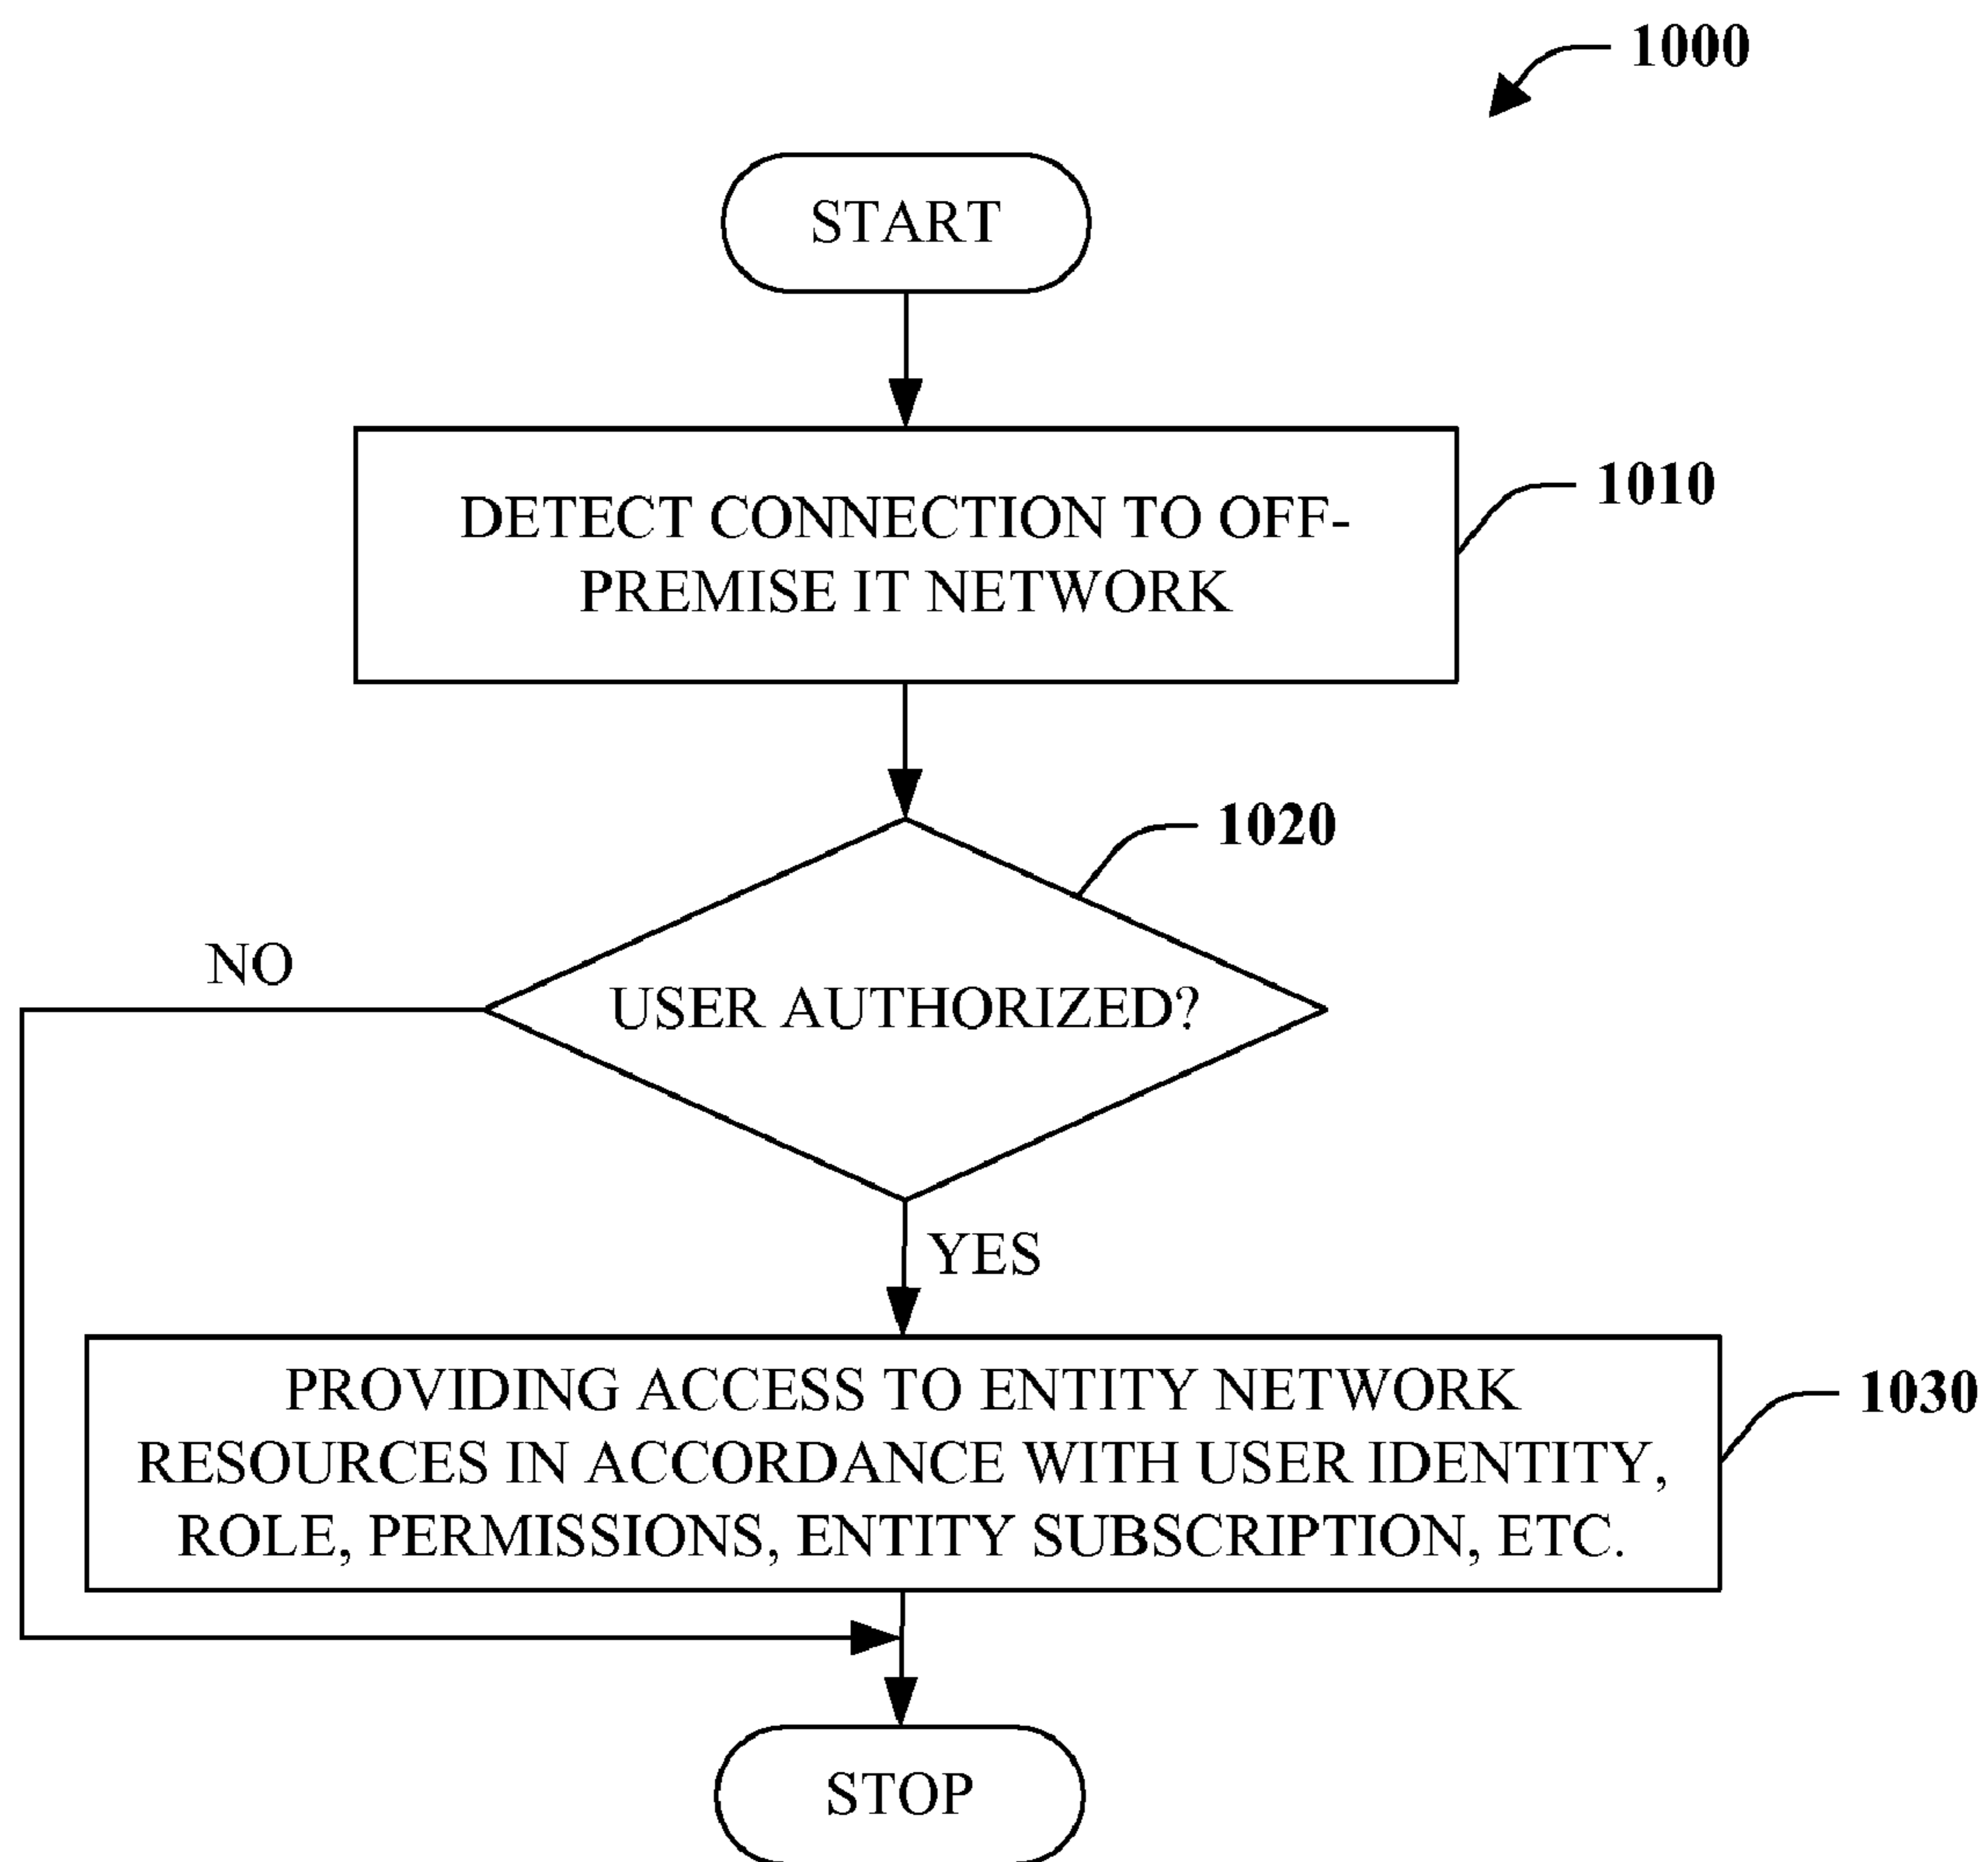 1000
START
DETECT CONNECTION TO OFF-
PREMISE IT NETWORK
1010
1020
NO
USER AUTHORIZED?
YES
PROVIDING ACCESS TO ENTITY NETWORK
RESOURCES IN ACCORDANCE WITH USER IDENTITY,
ROLE, PERMISSIONS, ENTITY SUBSCRIPTION, ETC.
1030
STOP